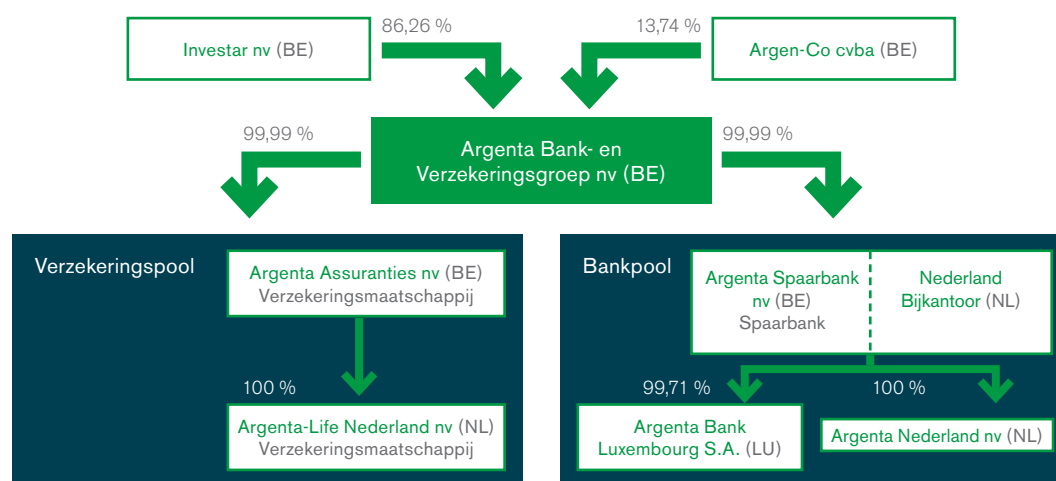 86,26 %
13,74 %
Investar nv (BE)
Argen-Co cvba (BE)
99,99 %
99,99 %
Argenta Bank- en
Verzekeringsgroep nv (BE)
Verzekeringspool
Argenta Assuranties nv (BE)
Verzekeringsmaatschappij
100 %
Argenta-Life Nederland nv (NL)
Verzekeringsmaatschappij
Bankpool
Argenta Spaarbank
nv (BE)
Spaarbank
Nederland
Bijkantoor (NL)
99,71 %
100 %
Argenta Bank
Luxembourg S.A. (LU)
Argenta Nederland nv (NL)